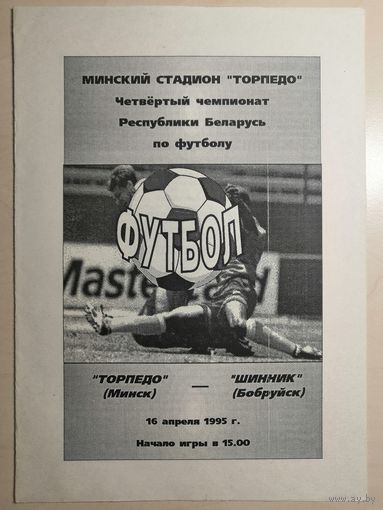 МИНСКИЙ СТАДИОН "ТОРПЕДО"
Четвёртый чемпионат
Республики Беларусь
по футболу
ФУТБОЛ
"ТОРПЕДО" — "ШИННИК"
(Минск) (Бобруйск)
16 апреля 1995 г.
Начало игры в 15.00
www.ay.by